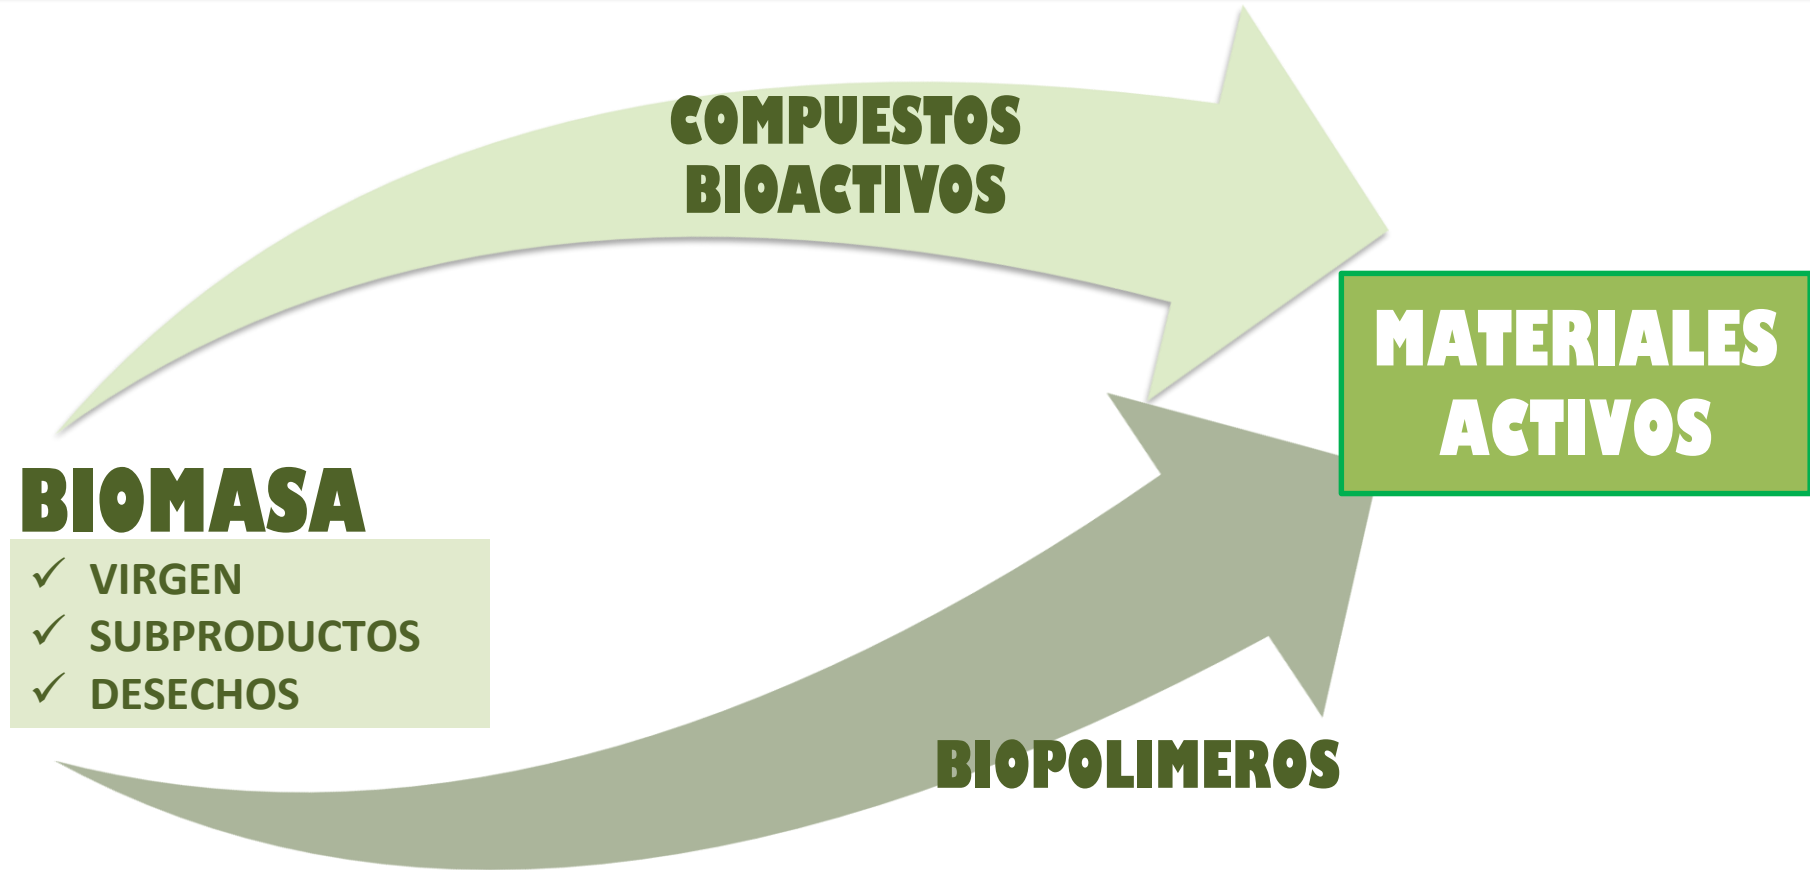 COMPUESTOS
BIOACTIVOS
MATERIALES
ACTIVOS
BIOMASA
✓ VIRGEN
✓ SUBPRODUCTOS
✓ DESECHOS
BIOPOLIMEROS